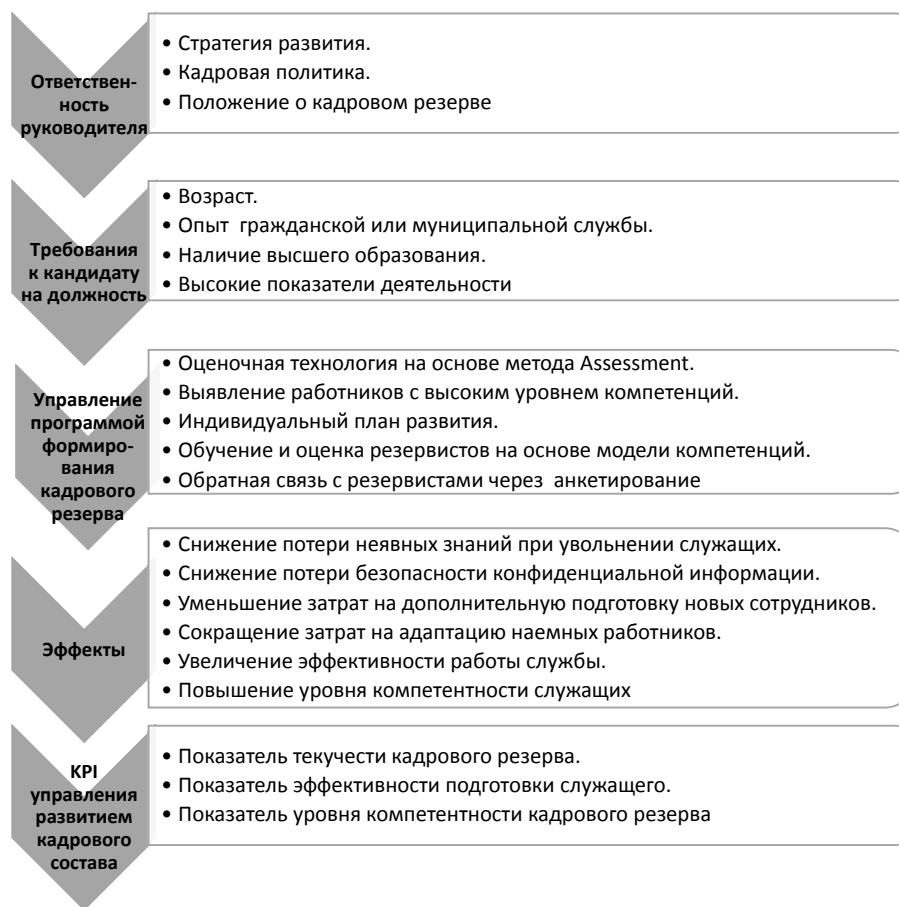 Ответствен-
ность
руководителя
• Стратегия развития.
• Кадровая политика.
• Положение о кадровом резерве
Требования
к кандидату
на должность
• Возраст.
• Опыт гражданской или муниципальной службы.
• Наличие высшего образования.
• Высокие показатели деятельности
Управление
программой
формиро-
вания
кадрового
резерва
• Оценочная технология на основе метода Assessment.
• Выявление работников с высоким уровнем компетенций.
• Индивидуальный план развития.
• Обучение и оценка резервистов на основе модели компетенций.
• Обратная связь с резервистами через анкетирование
Эффекты
• Снижение потери неявных знаний при увольнении служащих.
• Снижение потери безопасности конфиденциальной информации.
• Уменьшение затрат на дополнительную подготовку новых сотрудников.
• Сокращение затрат на адаптацию наемных работников.
• Увеличение эффективности работы службы.
• Повышение уровня компетентности служащих
KPI
управления
развитием
кадрового
состава
• Показатель текучести кадрового резерва.
• Показатель эффективности подготовки служащего.
• Показатель уровня компетентности кадрового резерва